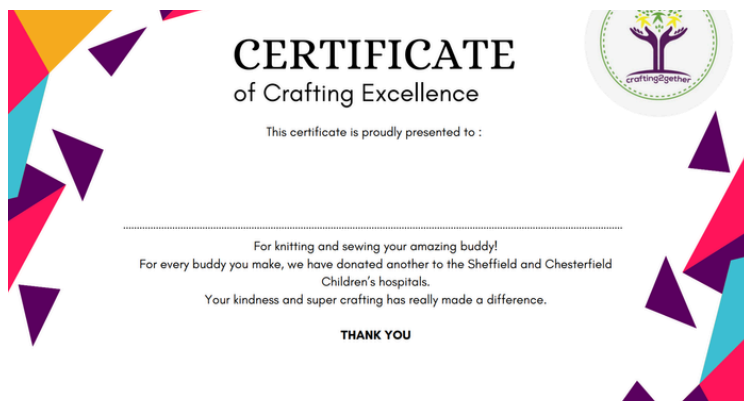 CERTIFICATE
of Crafting Excellence
crafting2gether
This certificate is proudly presented to :
For knitting and sewing your amazing buddy!
For every buddy you make, we have donated another to the Sheffield and Chesterfield
Children's hospitals.
Your kindness and super crafting has really made a difference.
THANK YOU